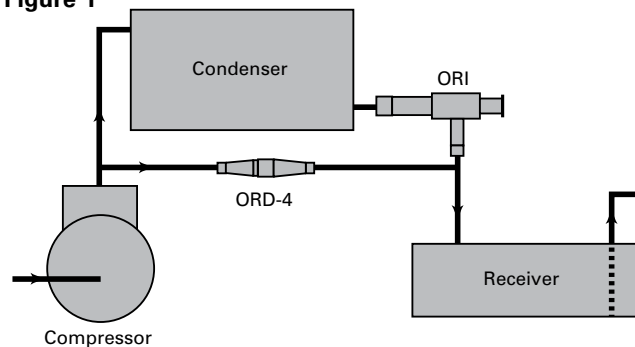 Figure 1
Condenser
ORI
ORD-4
Receiver
Compressor